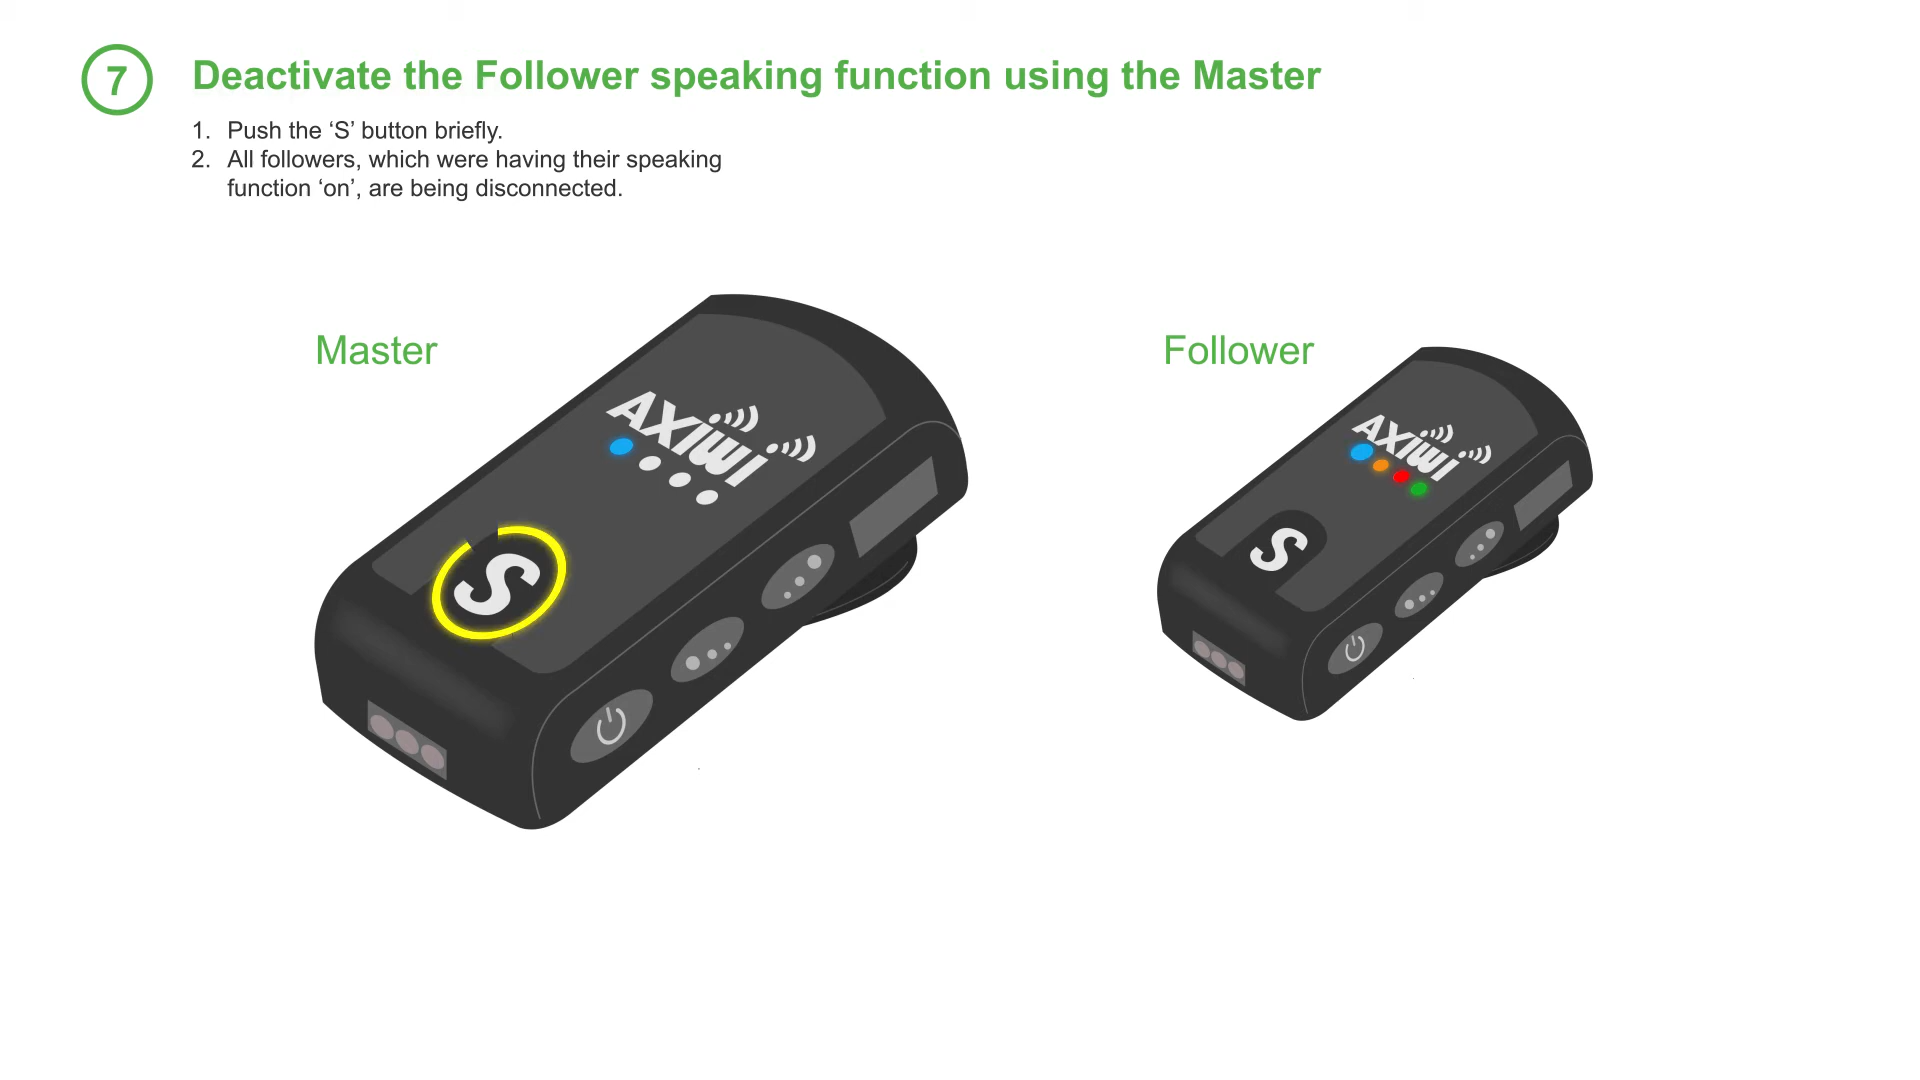 7
Deactivate the Follower speaking function using the Master
1. Push the ‘S’ button briefly.
2. All followers, which were having their speaking
function ‘on’, are being disconnected.
Master
Follower
AXIWI
S
AXIWI
S